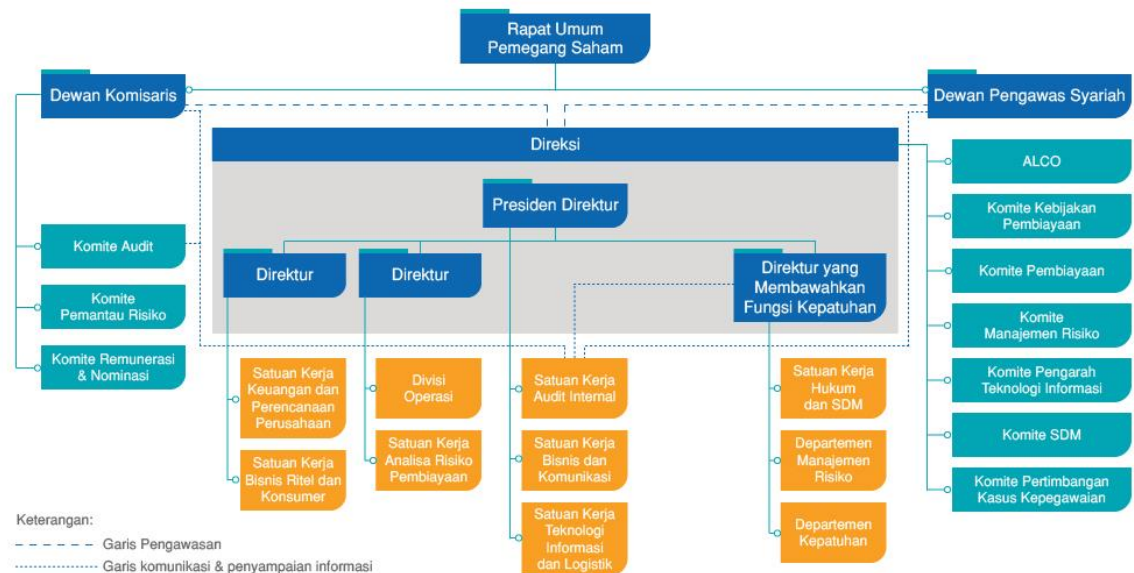 Rapat Umum
Pemegang Saham
Dewan Komisaris
Dewan Pengawas Syariah
Direksi
Presiden Direktur
Direktur
Direktur
Direktur yang
Membawahkan
Fungsi Kepatuhan
Komite Audit
Komite
Pemantau Risiko
Komite Remunerasi
& Nominasi
ALCO
Komite Kebijakan
Pembiayaan
Komite Pembiayaan
Komite
Manajemen Risiko
Komite Pengarah
Teknologi Informasi
Komite SDM
Komite Pertimbangan
Kasus Kepegawaian
Satuan Kerja
Keuangan dan
Perencanaan
Perusahaan
Satuan Kerja
Bisnis Ritel dan
Konsumer
Divisi
Operasi
Satuan Kerja
Analisa Risiko
Pembiayaan
Satuan Kerja
Audit Internal
Satuan Kerja
Bisnis dan
Komunikasi
Satuan Kerja
Teknologi
Informasi
dan Logistik
Satuan Kerja
Hukum
dan SDM
Departemen
Manajemen
Risiko
Departemen
Kepatuhan
Keterangan:
Garis Pengawasan
Garis komunikasi & penyampaian informasi